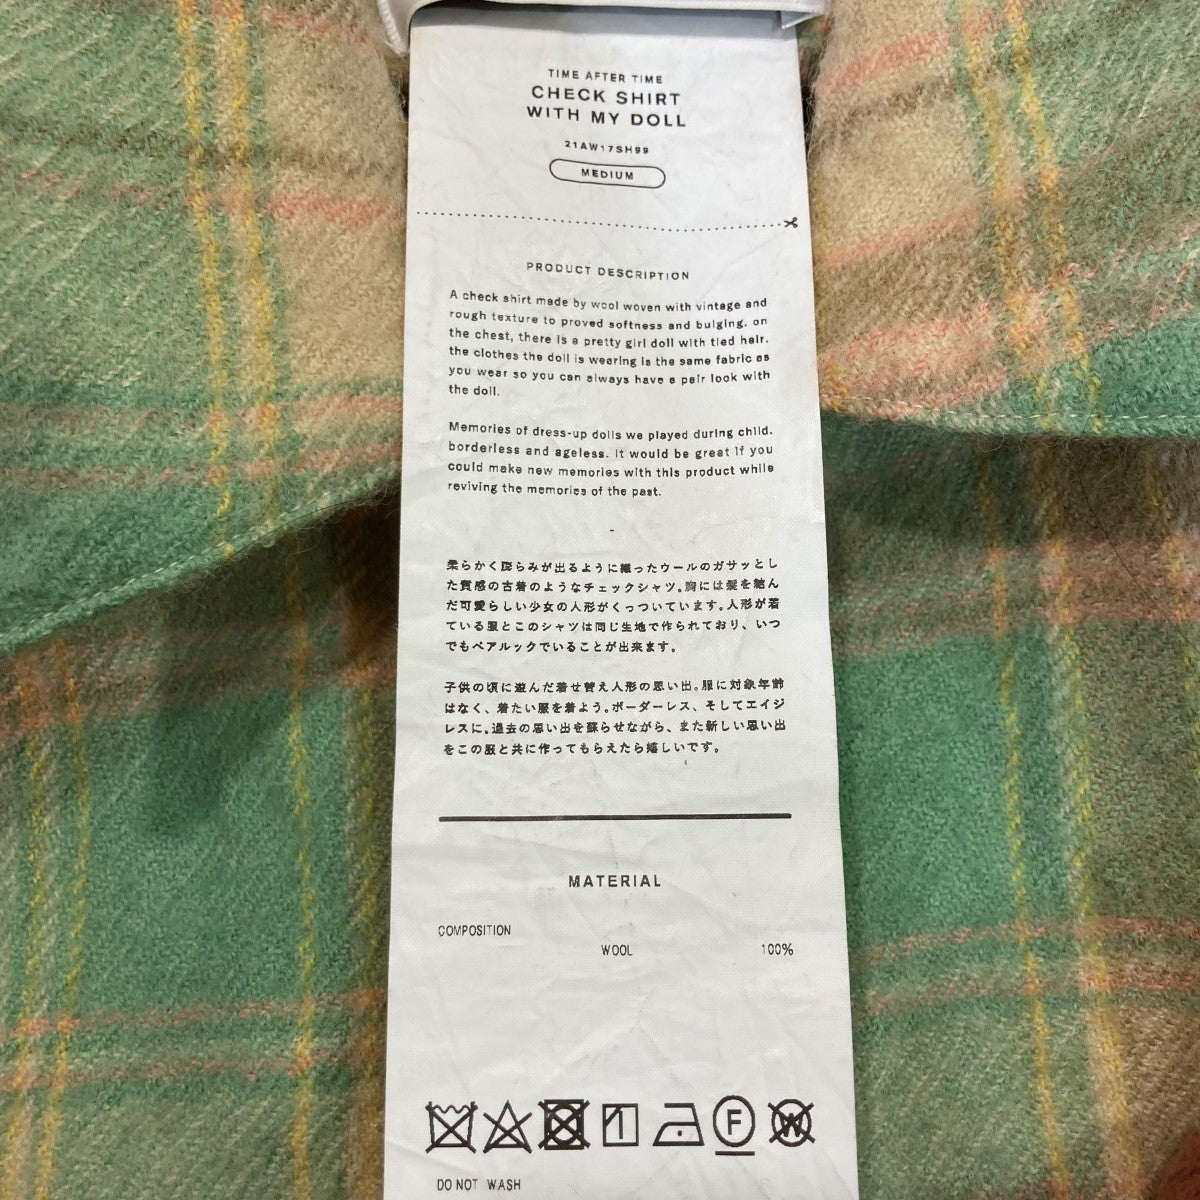 TIME AFTER TIME
CHECK SHIRT
WITH MY DOLL
21AW17SH99
MEDIUM
PRODUCT DESCRIPTION
A check shirt made by wool woven with vintage and
rough texture to proved softness and bulging. on
the chest, there is a pretty girl doll with tied hair.
the clothes the doll is wearing is the same fabric as
you wear so you can always have a pair look with
the doll.
Memories of dress-up dolls we played during child.
borderless and ageless. It would be great if you
could make new memories with this product while
reviving the memories of the past.
-
柔らかく膨らみが出るように織ったウールのガサッとし
た質感の古着のようなチェックシャツ。胸には髪を結ん
だ可愛らしい少女の人形がくっついています。人形が着
ている服とこのシャツは同じ生地で作られており、いつ
でもペアルックでいることが出来ます。
子供の頃に遊んだ着せ替え人形の思い出。服に対象年齢
はなく、着たい服を着よう。ボーダーレス、そしてエイジ
レスに。過去の思い出を蘇らせながら、また新しい思い出
をこの服と共に作ってもらえたら嬉しいです。
MATERIAL
COMPOSITION
WOOL 100%
F W
DO NOT WASH